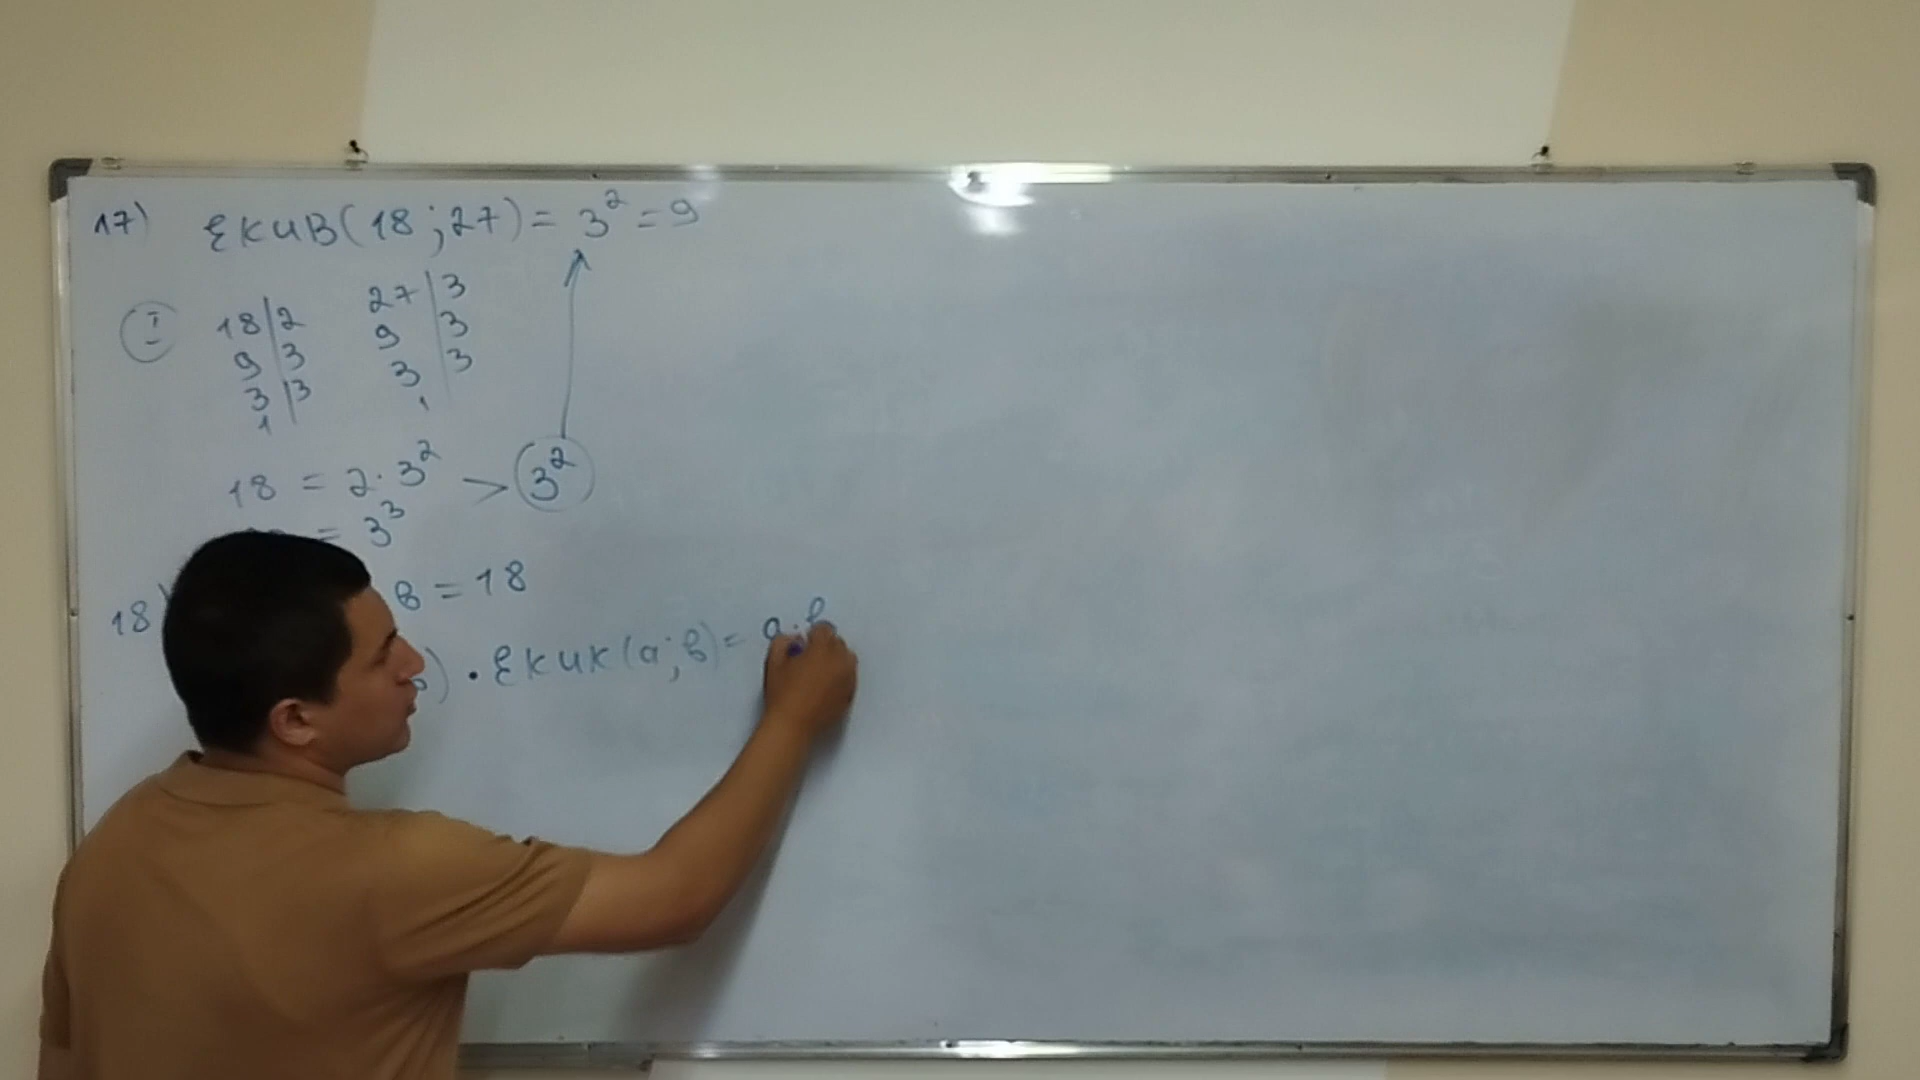 17) EKUB(18;27) = 3² = 9
I
18|2 27|3
9|3 9|3
3|3 3|3
1 1
18 = 2·3² > 3²
= 3³
18) в = 18
) · EKUK(a;в) = a·в